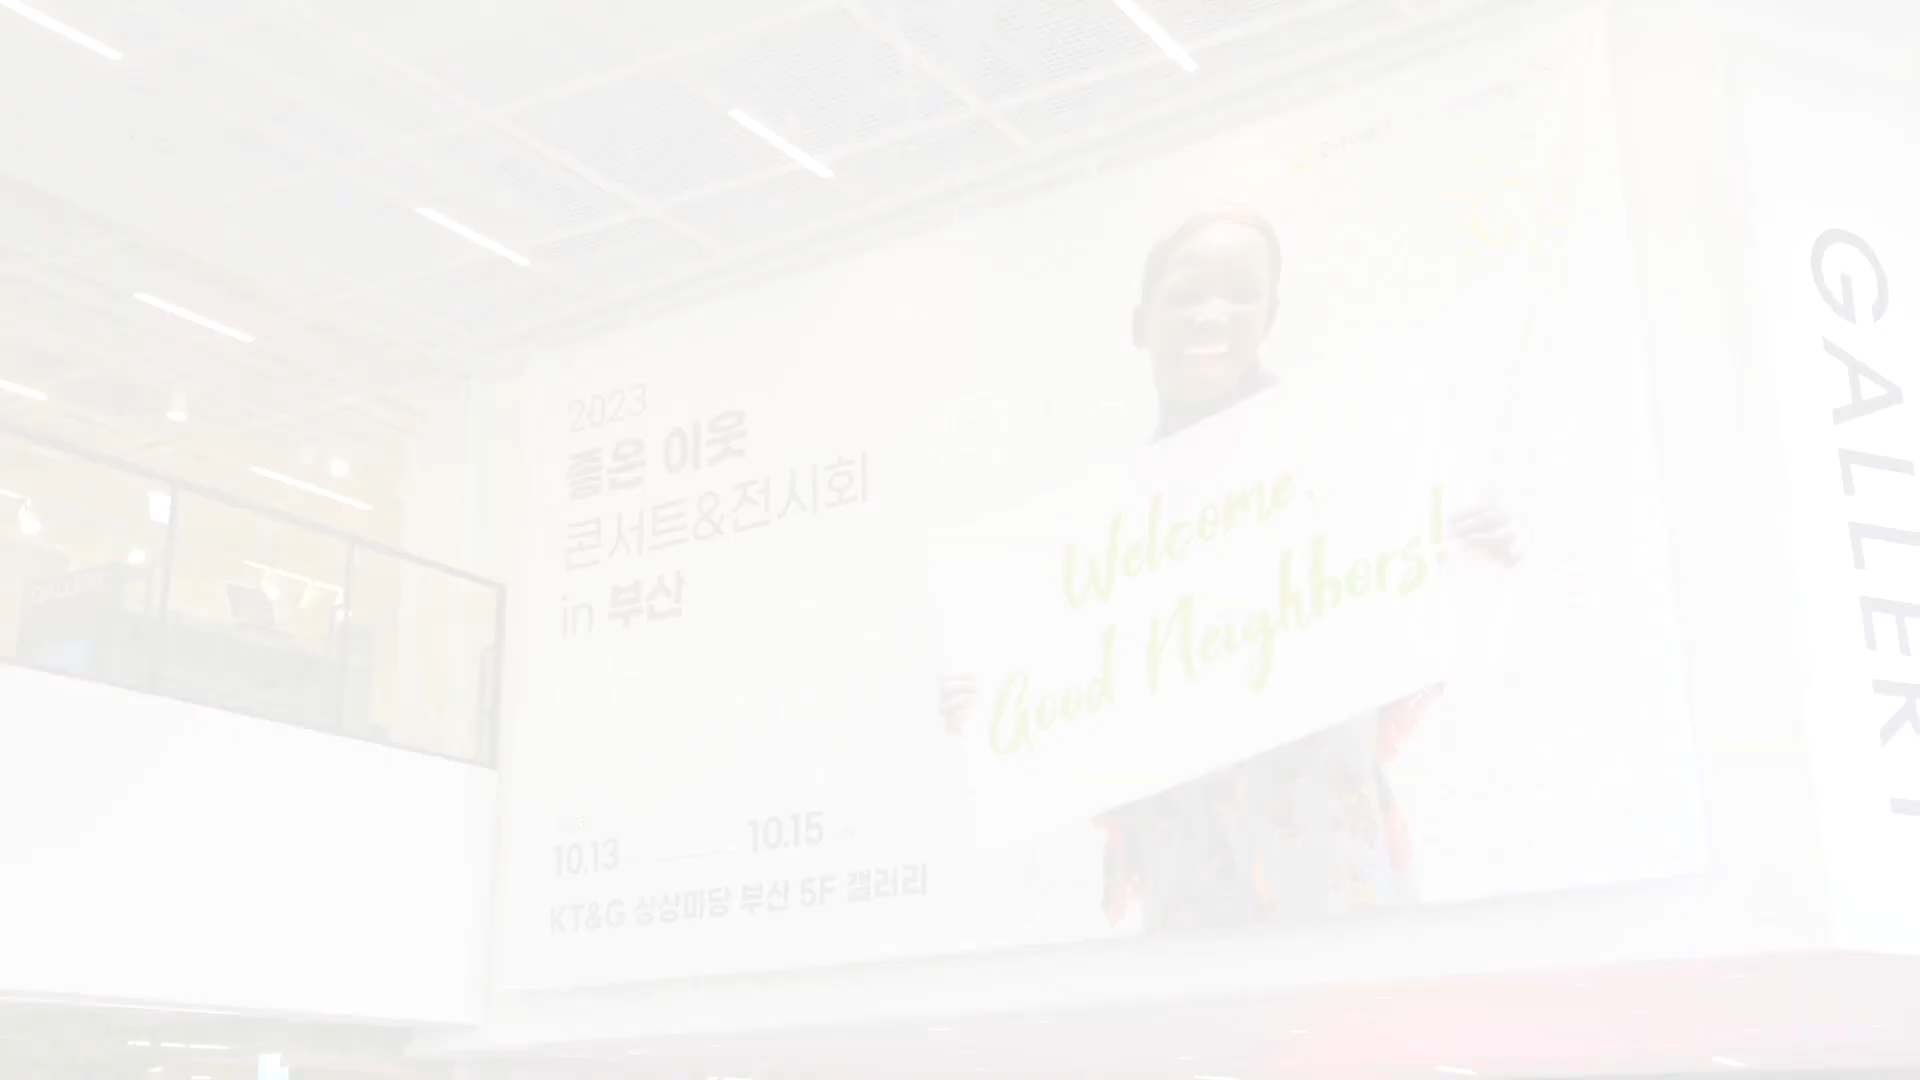 2023
좋은 이웃
콘서트&전시회
in 부산
10.13 10.15
KT&G 상상마당 부산 5F 갤러리
Welcome,
Good Neighbors!
GALLERY